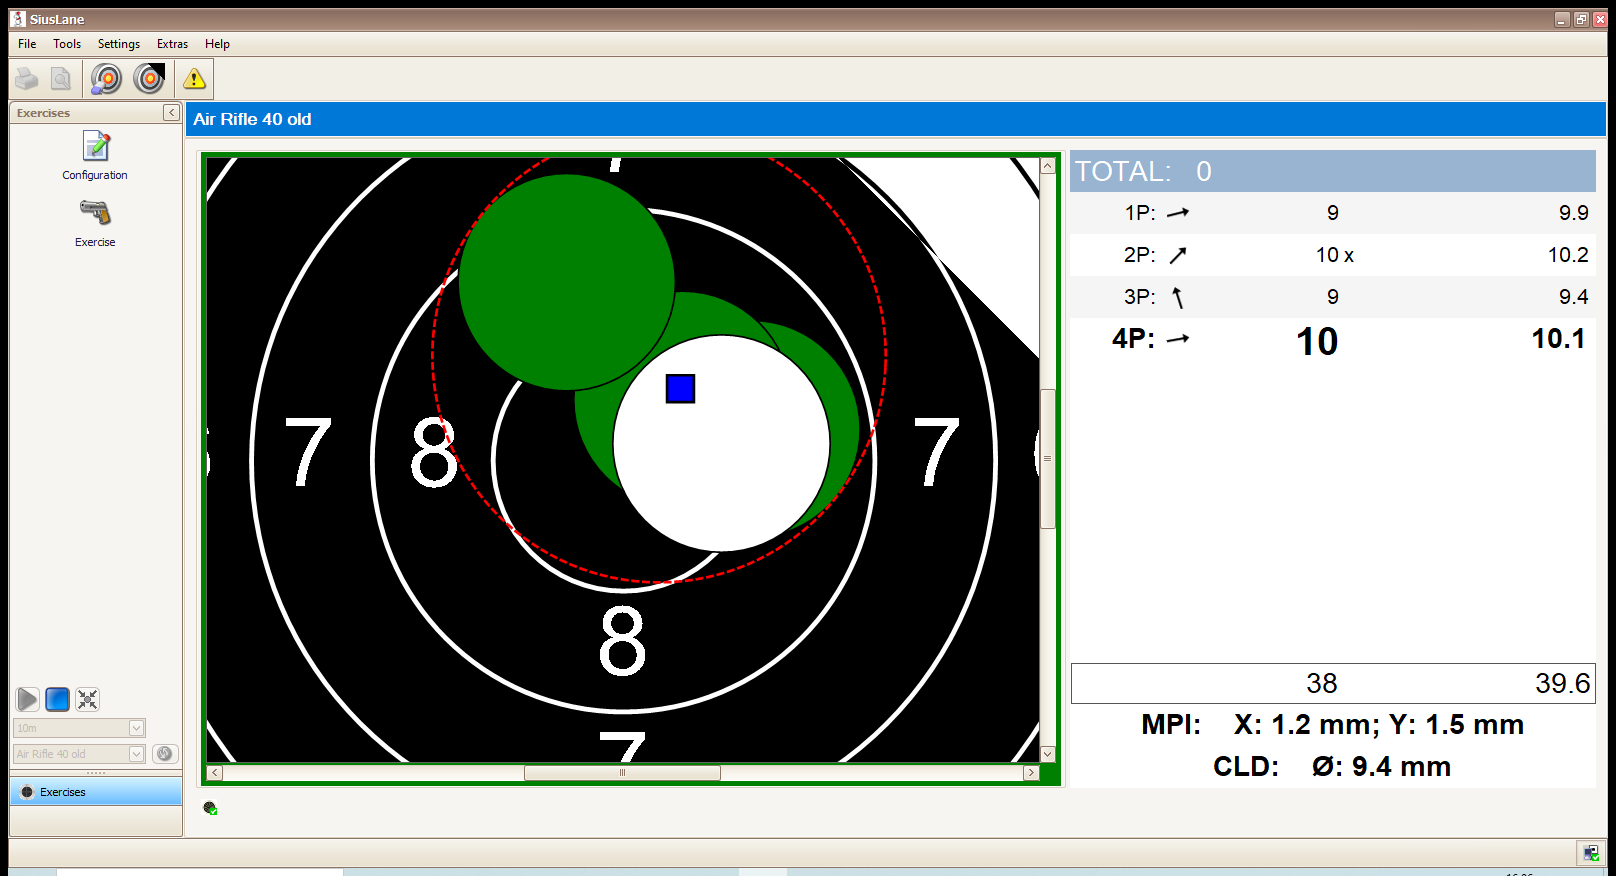 SiusLane
File Tools Settings Extras Help
Exercises
Configuration
Exercise
10m
Air Rifle 40 old
Exercises
Air Rifle 40 old
7 8 7
8
7
TOTAL: 0
1P: 9 9.9
2P: 10 x 10.2
3P: 9 9.4
4P: 10 10.1
38 39.6
MPI: X: 1.2 mm; Y: 1.5 mm
CLD: Ø: 9.4 mm